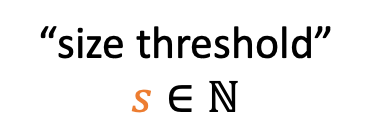 “size threshold”
s ∈ ℕ